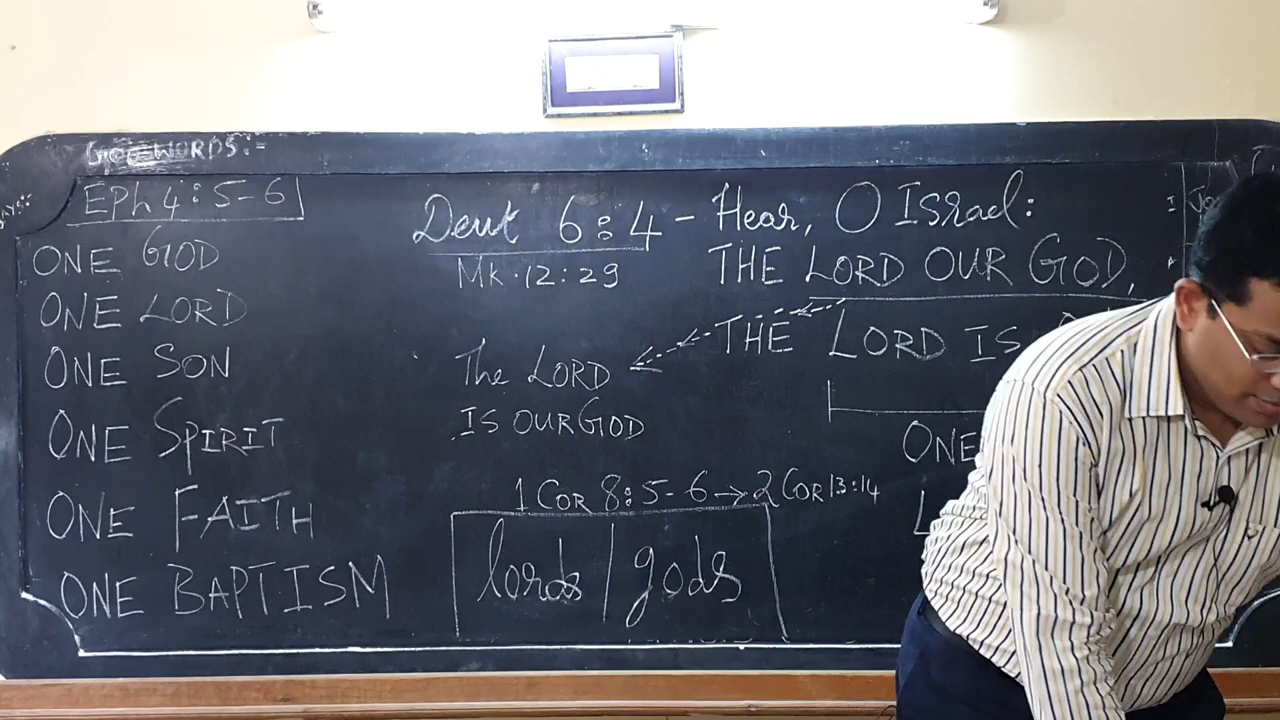 GOD WORDS:=
EPh 4:5-6
ONE GOD
ONE LORD
ONE SON
ONE SPIRIT
ONE FAITH
ONE BAPTISM
Deut 6:4 - Hear, O Israel:
Mk. 12:29
THE LORD OUR GOD,
THE LORD IS
The LORD
IS OUR GOD
ONE
1 COR 8:5-6 → 2 COR 13:14
lords | gods